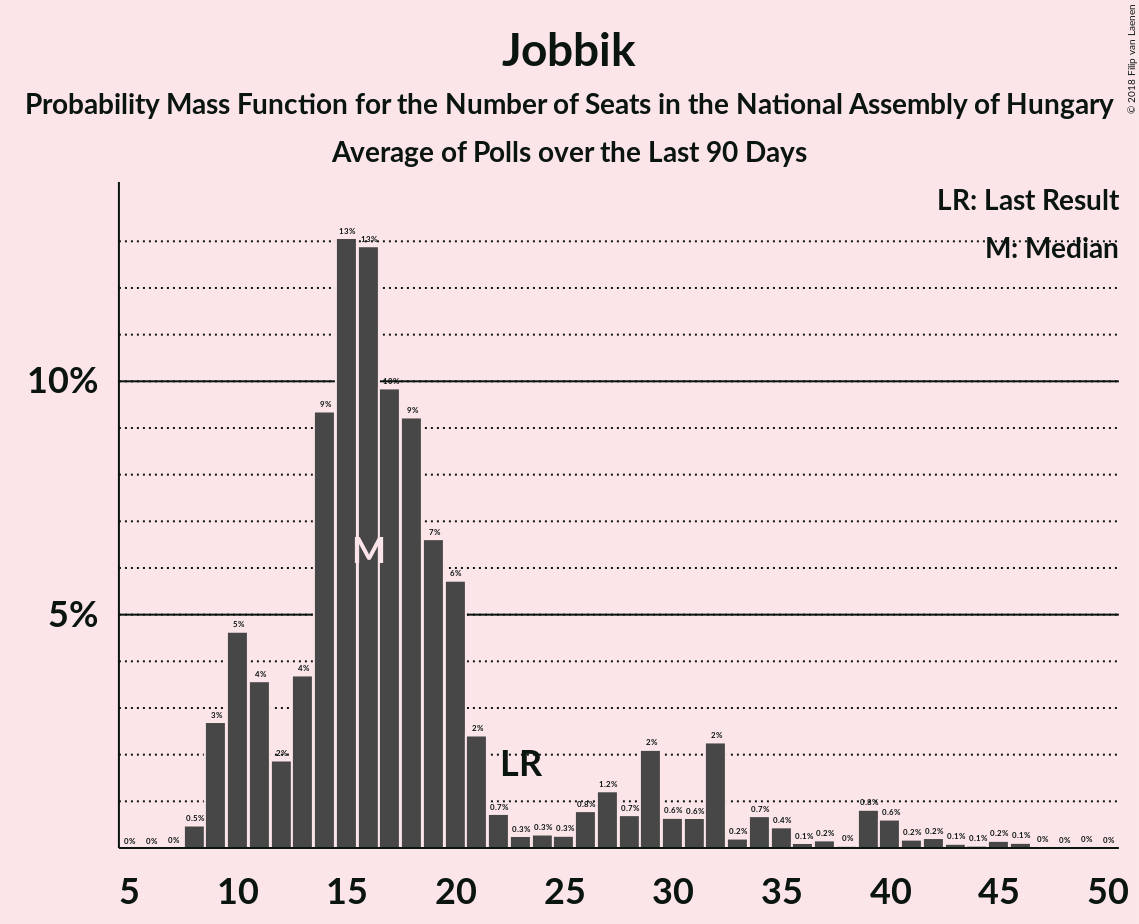 © 2018 Filip van Laenen
Jobbik
Probability Mass Function for the Number of Seats in the National Assembly of Hungary
Average of Polls over the Last 90 Days
LR: Last Result
M: Median
10%
5%
0% 0% 0% 0.5% 3% 5% 4% 2% 4% 9% 13% 13% 10% 9% 7% 6% 2% 0.7% 0.3% 0.3% 0.3% 0.8% 1.2% 0.7% 2% 0.6% 0.6% 2% 0.2% 0.7% 0.4% 0.1% 0.2% 0% 0.8% 0.6% 0.2% 0.2% 0.1% 0.1% 0.2% 0.1% 0% 0% 0% 0%
M
LR
5 10 15 20 25 30 35 40 45 50